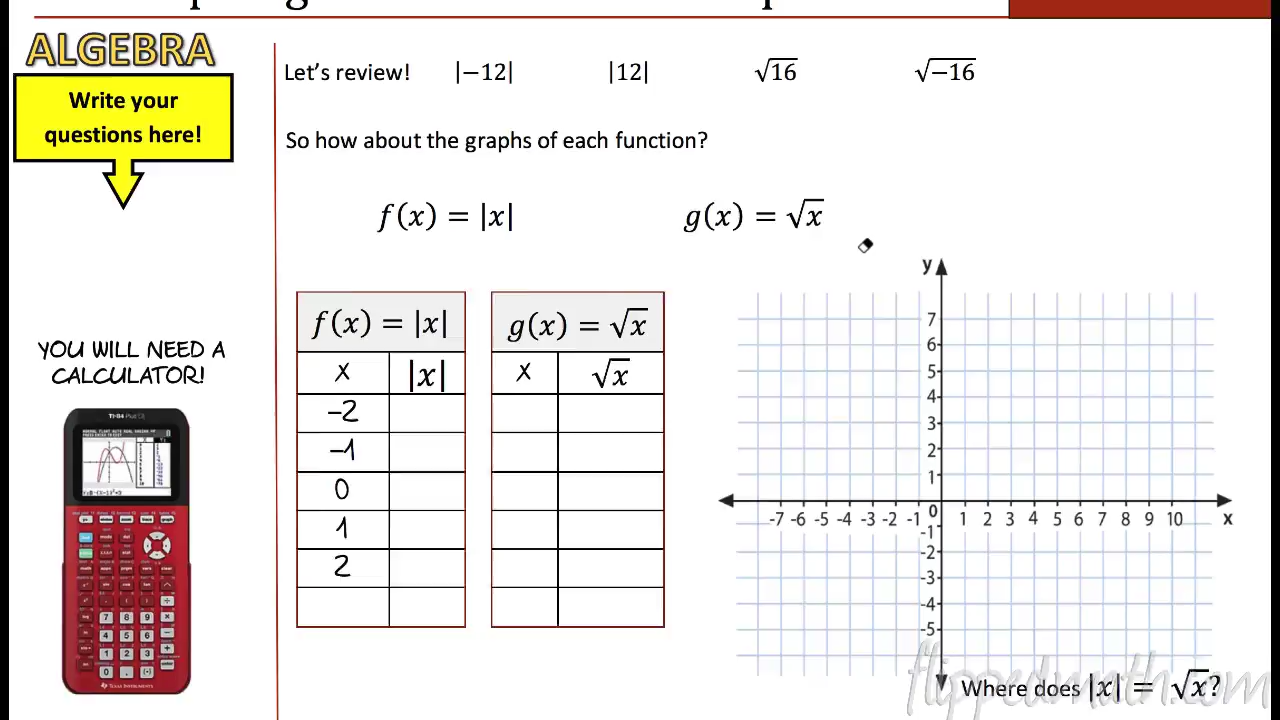 ALGEBRA
Write your
questions here!
YOU WILL NEED A
CALCULATOR!
Let's review! |−12| |12| √16 √−16
So how about the graphs of each function?
f(x) = |x| g(x) = √x
f(x) = |x|
x |x|
-2
-1
0
1
2
g(x) = √x
x √x
y
7
6
5
4
3
2
1
0
-7 -6 -5 -4 -3 -2 -1 1 2 3 4 5 6 7 8 9 10 x
-1
-2
-3
-4
-5
flippedmath.com
Where does |x| = √x?